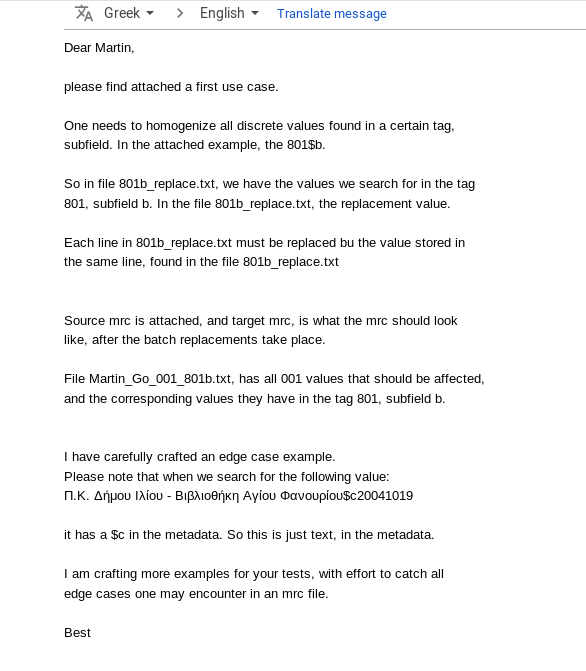 Greek > English Translate message
Dear Martin,
please find attached a first use case.
One needs to homogenize all discrete values found in a certain tag,
subfield. In the attached example, the 801$b.
So in file 801b_replace.txt, we have the values we search for in the tag
801, subfield b. In the file 801b_replace.txt, the replacement value.
Each line in 801b_replace.txt must be replaced bu the value stored in
the same line, found in the file 801b_replace.txt
Source mrc is attached, and target mrc, is what the mrc should look
like, after the batch replacements take place.
File Martin_Go_001_801b.txt, has all 001 values that should be affected,
and the corresponding values they have in the tag 801, subfield b.
I have carefully crafted an edge case example.
Please note that when we search for the following value:
Π.Κ. Δήμου Ιλίου - Βιβλιοθήκη Αγίου Φανουρίου$c20041019
it has a $c in the metadata. So this is just text, in the metadata.
I am crafting more examples for your tests, with effort to catch all
edge cases one may encounter in an mrc file.
Best